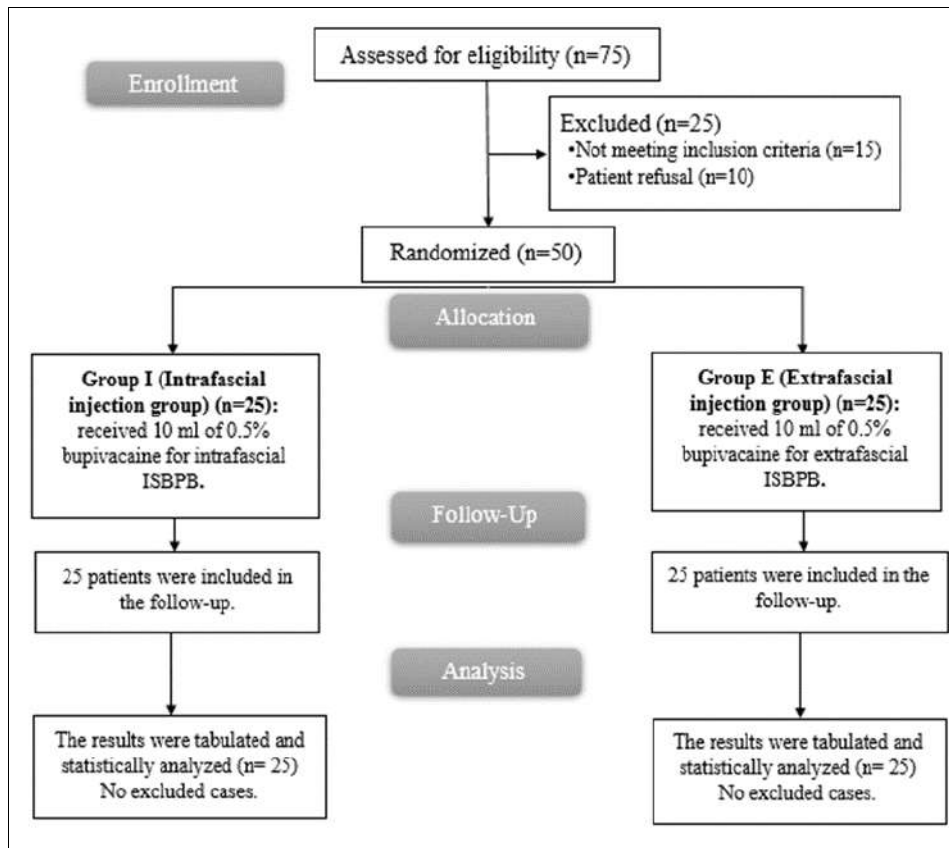 Assessed for eligibility (n=75)
Enrollment
Excluded (n=25)
•Not meeting inclusion criteria (n=15)
•Patient refusal (n=10)
Randomized (n=50)
Allocation
Group I (Intrafascial
injection group) (n=25):
received 10 ml of 0.5%
bupivacaine for intrafascial
ISBPB.
Group E (Extrafascial
injection group) (n=25):
received 10 ml of 0.5%
bupivacaine for extrafascial
ISBPB.
Follow-Up
25 patients were included in
the follow-up.
25 patients were included in the
follow-up.
Analysis
The results were tabulated and
statistically analyzed (n= 25)
No excluded cases.
The results were tabulated and
statistically analyzed (n= 25)
No excluded cases.